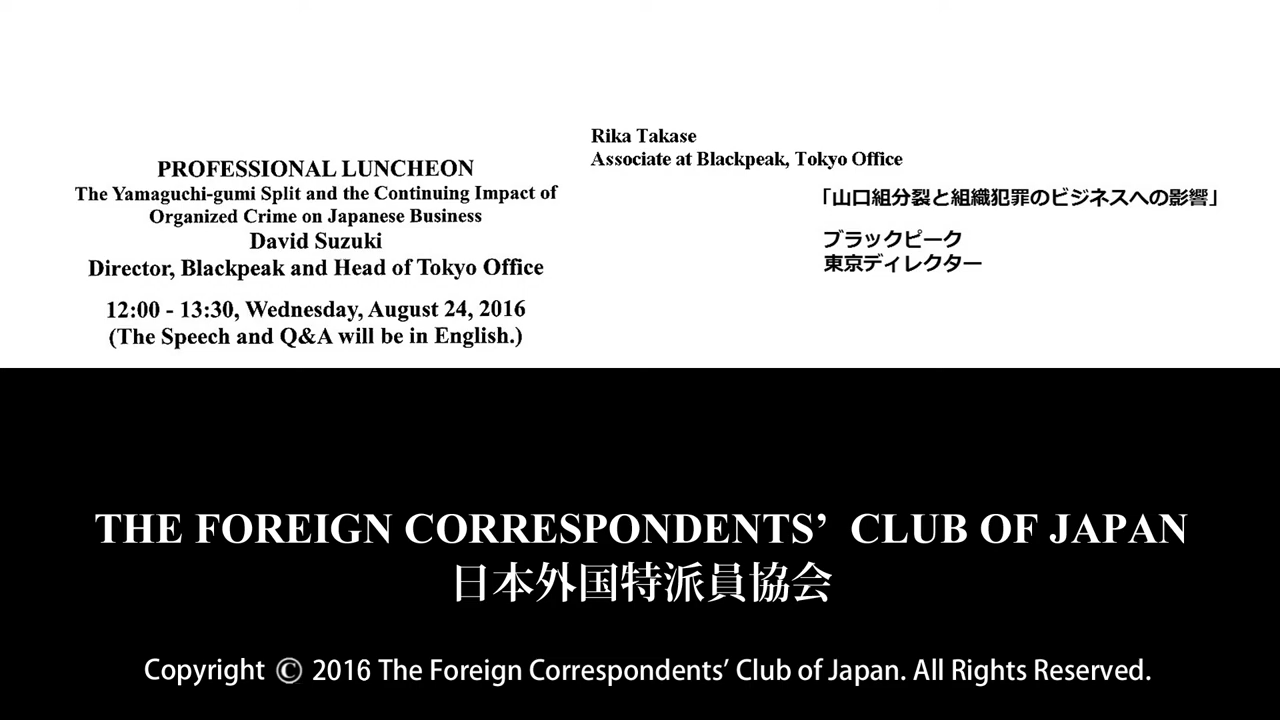 PROFESSIONAL LUNCHEON
The Yamaguchi-gumi Split and the Continuing Impact of
Organized Crime on Japanese Business
David Suzuki
Director, Blackpeak and Head of Tokyo Office
12:00 - 13:30, Wednesday, August 24, 2016
(The Speech and Q&A will be in English.)
Rika Takase
Associate at Blackpeak, Tokyo Office
「山口組分裂と組織犯罪のビジネスへの影響」
ブラックピーク
東京ディレクター
THE FOREIGN CORRESPONDENTS’ CLUB OF JAPAN
日本外国特派員協会
Copyright © 2016 The Foreign Correspondents’ Club of Japan. All Rights Reserved.